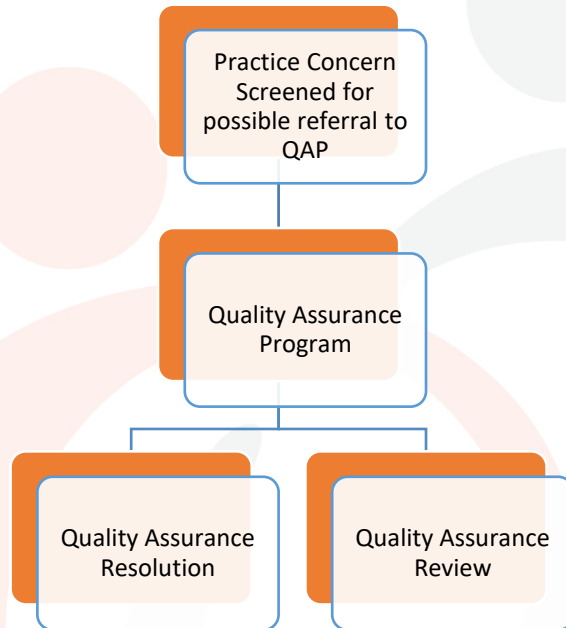 Practice Concern
Screened for
possible referral to
QAP
Quality Assurance
Program
Quality Assurance
Resolution
Quality Assurance
Review